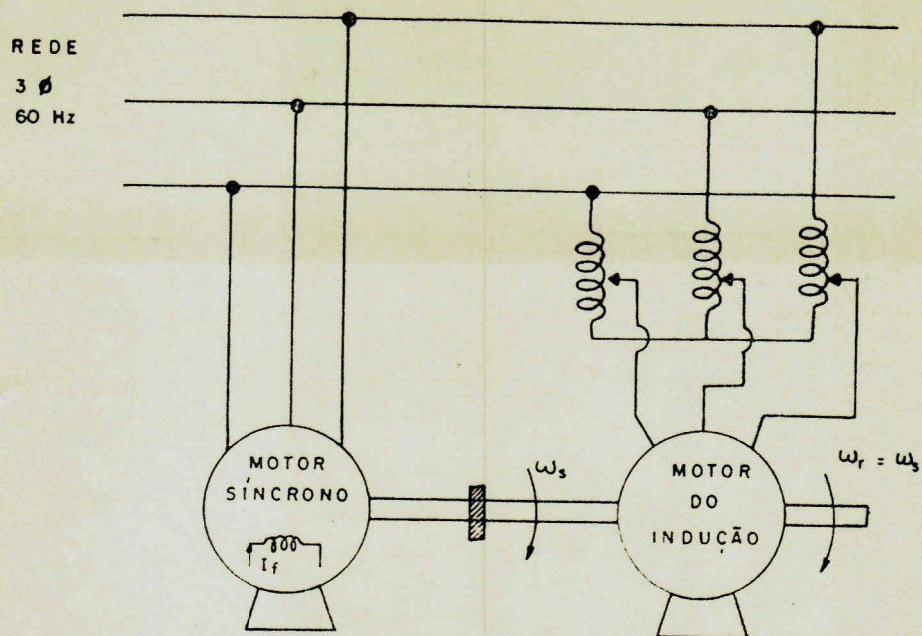 REDE
3 Ø
60 Hz
MOTOR
SÍNCRONO
If
ωs
MOTOR
DO
INDUÇÃO
ωr = ωs